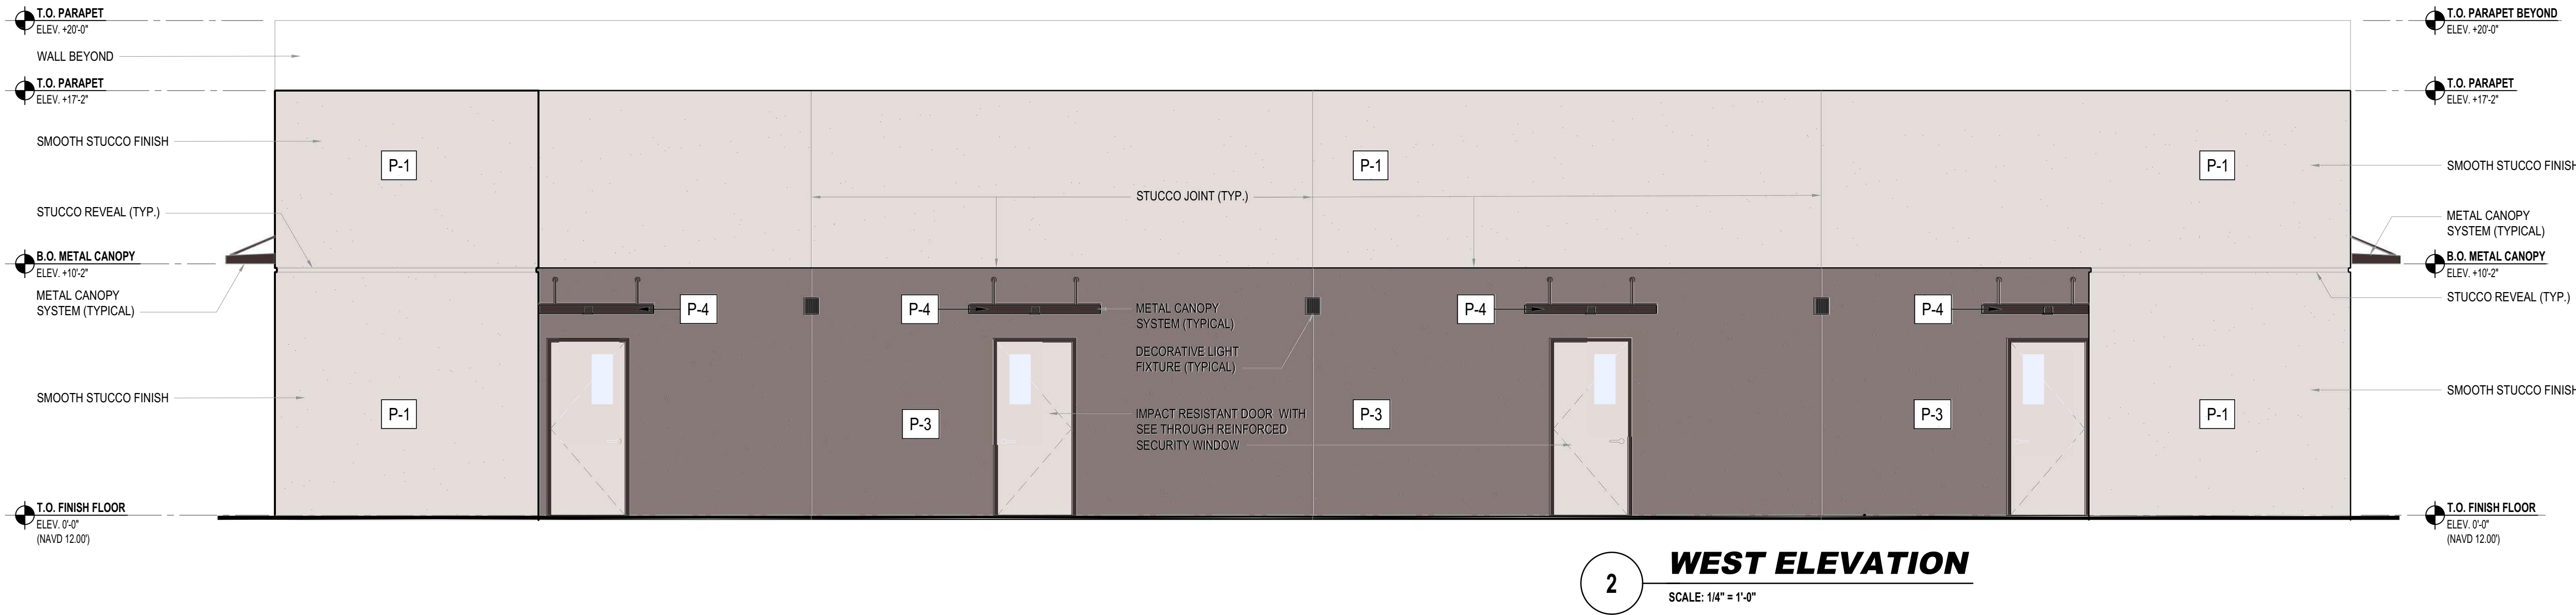 T.O. PARAPET
ELEV. +20'-0"
WALL BEYOND
T.O. PARAPET
ELEV. +17'-2"
SMOOTH STUCCO FINISH
STUCCO REVEAL (TYP.)
B.O. METAL CANOPY
ELEV. +10'-2"
METAL CANOPY
SYSTEM (TYPICAL)
SMOOTH STUCCO FINISH
T.O. FINISH FLOOR
ELEV. 0'-0"
(NAVD 12.00')
P-1
P-1
P-1
STUCCO JOINT (TYP.)
P-4
P-4
METAL CANOPY
SYSTEM (TYPICAL)
P-4
P-4
DECORATIVE LIGHT
FIXTURE (TYPICAL)
P-1
P-3
IMPACT RESISTANT DOOR WITH
SEE THROUGH REINFORCED
SECURITY WINDOW
P-3
P-3
P-1
T.O. PARAPET BEYOND
ELEV. +20'-0"
T.O. PARAPET
ELEV. +17'-2"
SMOOTH STUCCO FINISH
METAL CANOPY
SYSTEM (TYPICAL)
B.O. METAL CANOPY
ELEV. +10'-2"
STUCCO REVEAL (TYP.)
SMOOTH STUCCO FINISH
T.O. FINISH FLOOR
ELEV. 0'-0"
(NAVD 12.00')
2
WEST ELEVATION
SCALE: 1/4" = 1'-0"